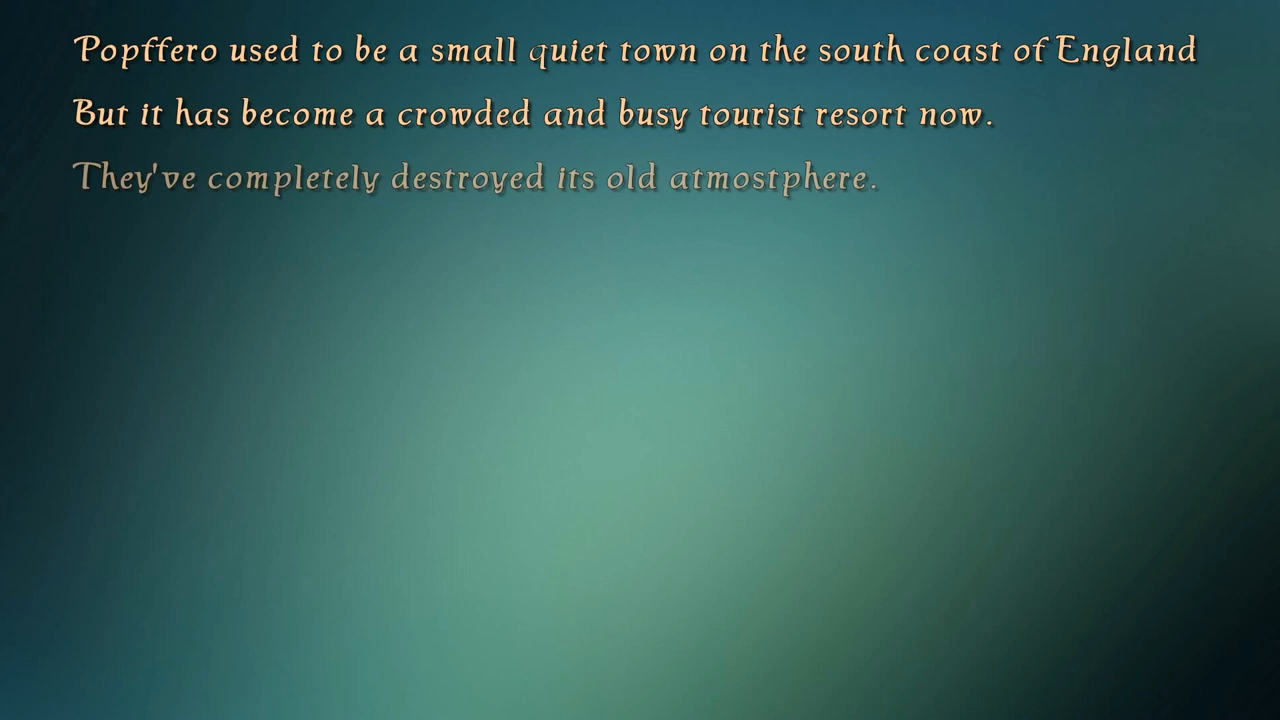 Popffero used to be a small quiet town on the south coast of England
But it has become a crowded and busy tourist resort now.
They've completely destroyed its old atmostphere.